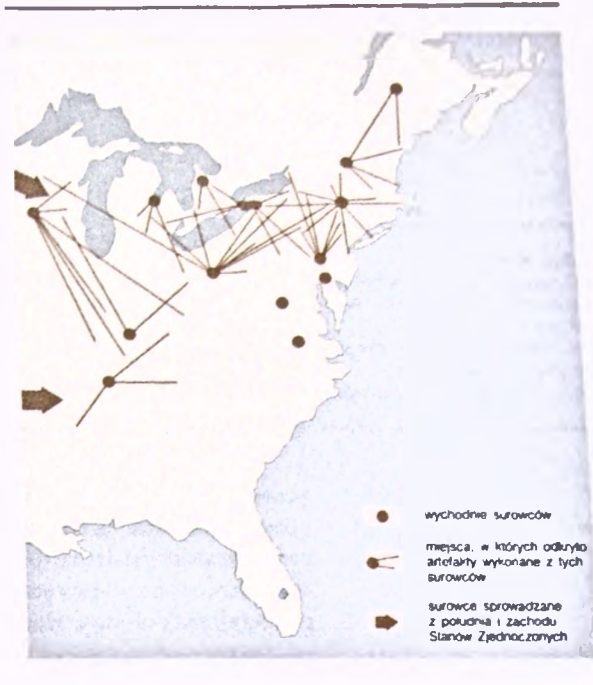 wychodnie surowców
miejsca, w których odkryto
artefakty wykonane z tych
surowców
surowce sprowadzane
z południa i zachodu
Stanów Zjednoczonych